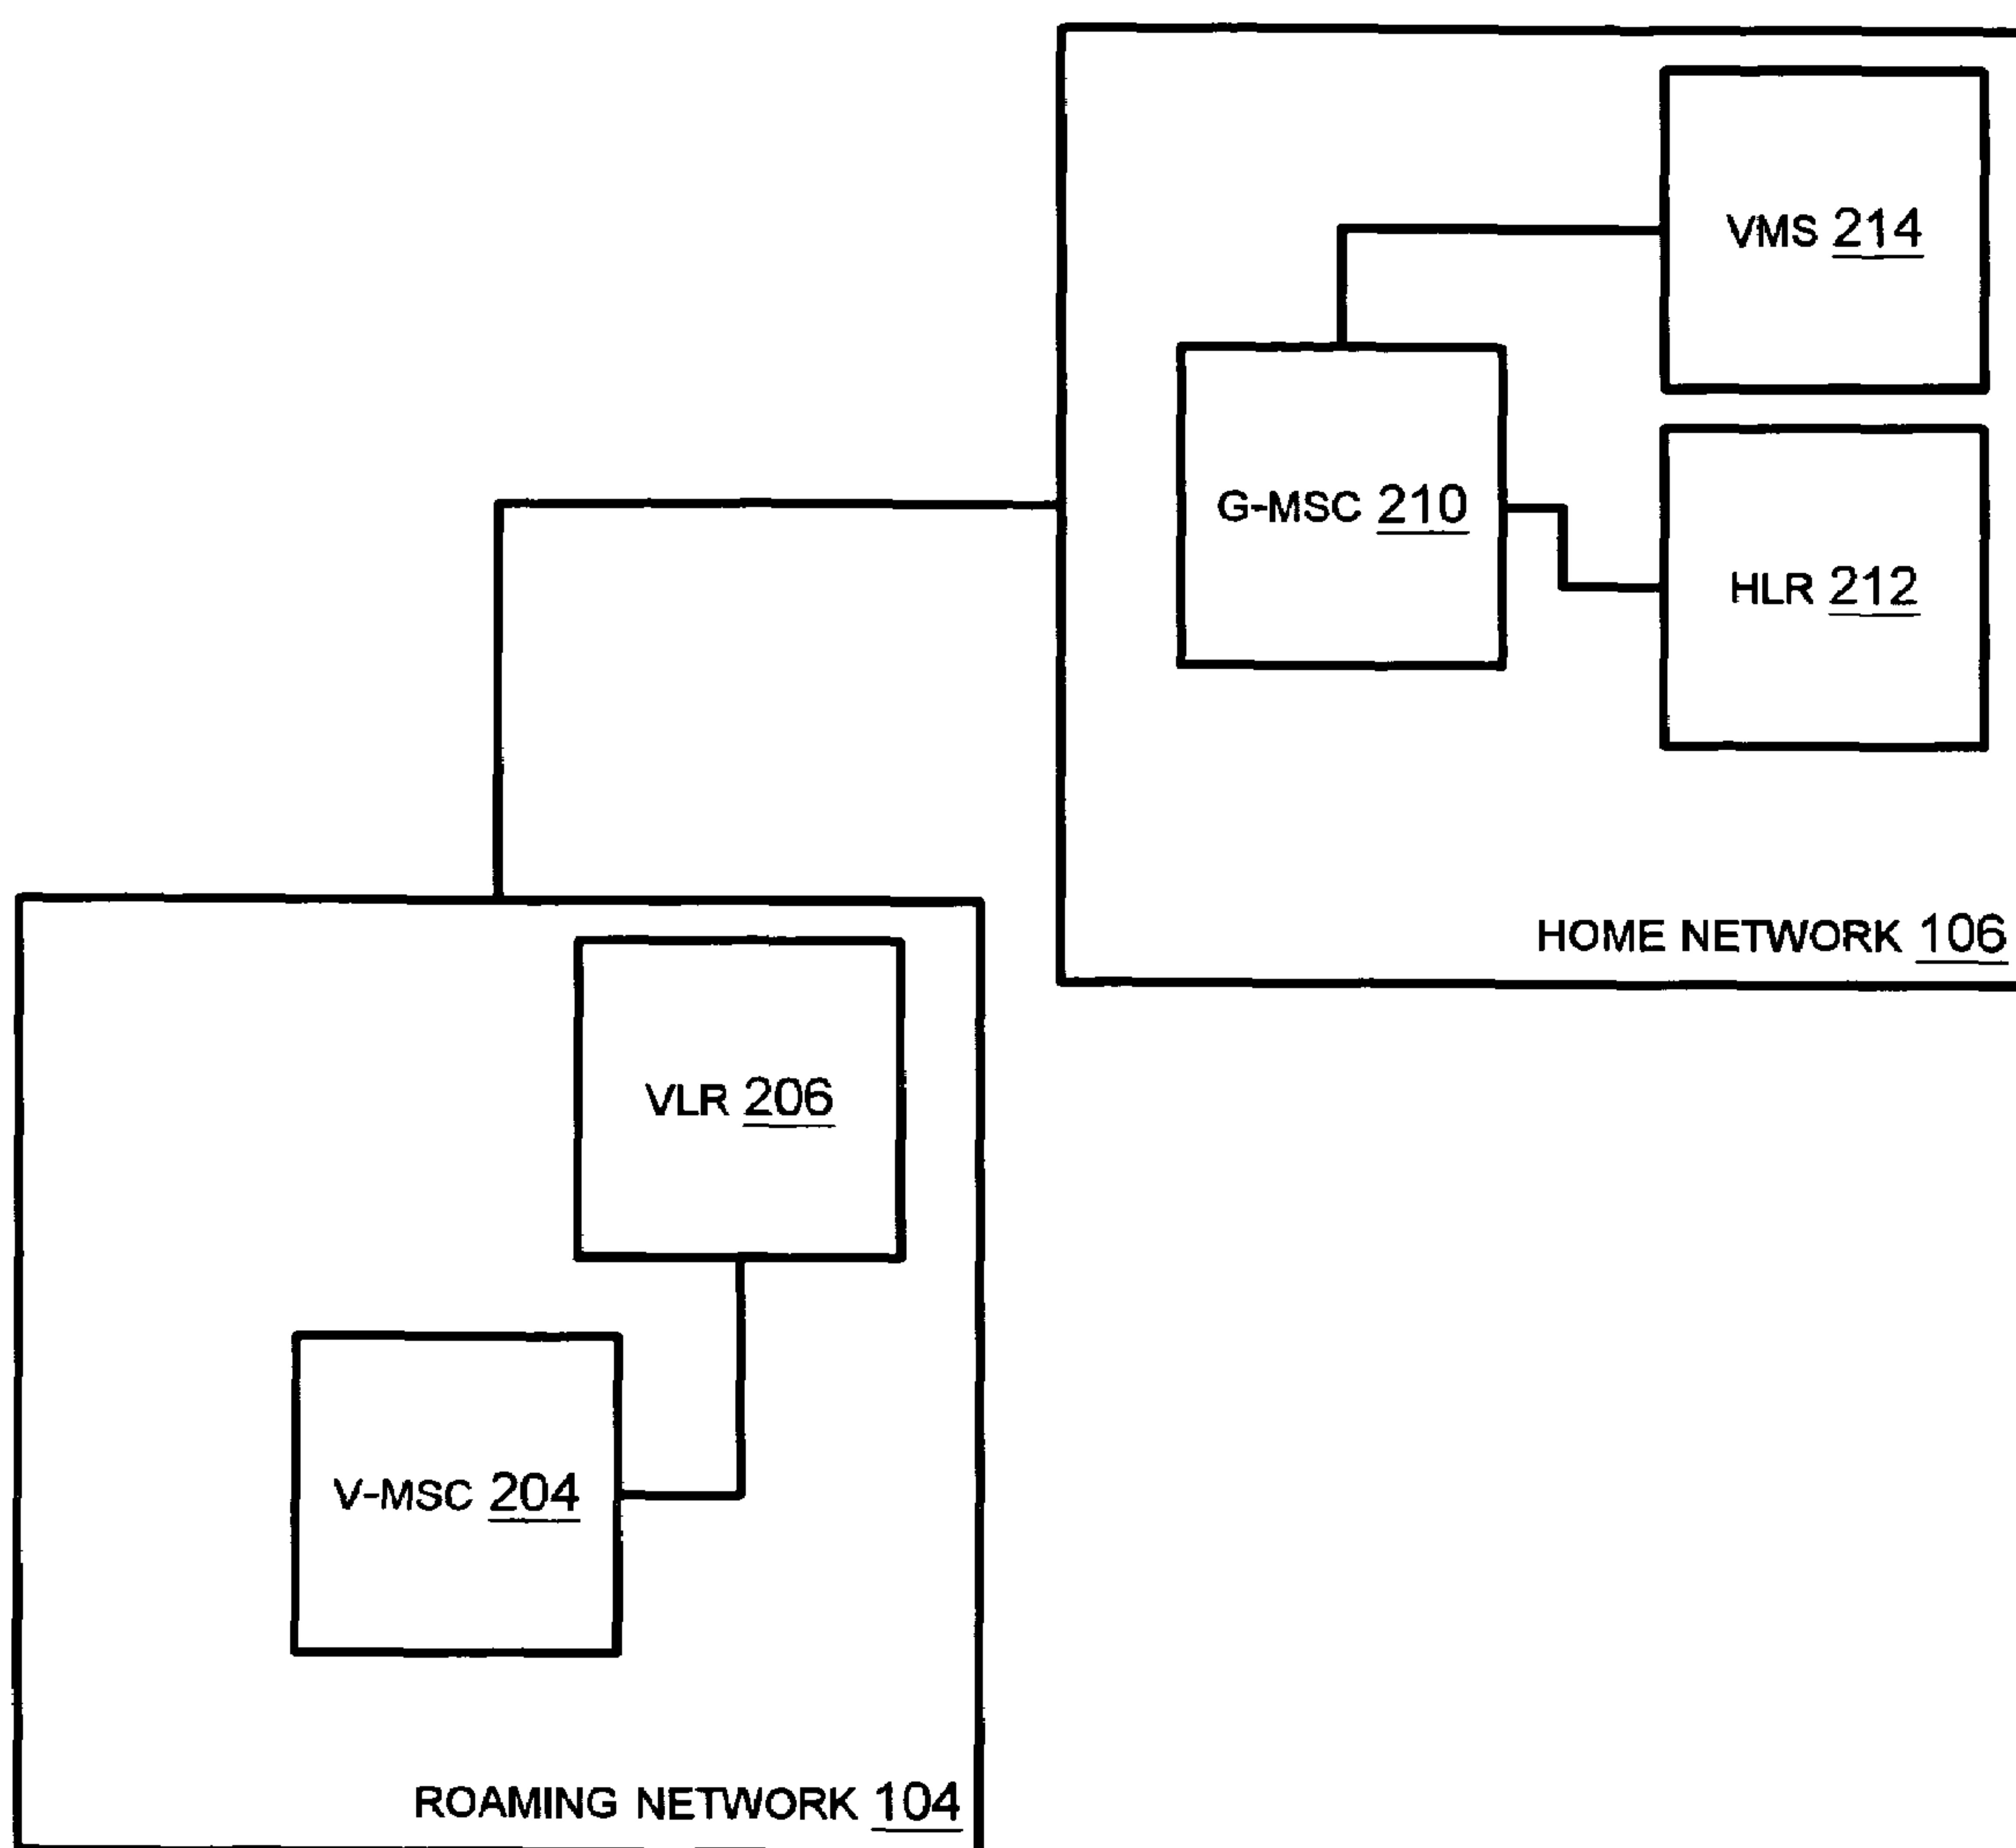 VMS 214
G-MSC 210
HLR 212
HOME NETWORK 106
VLR 206
V-MSC 204
ROAMING NETWORK 104